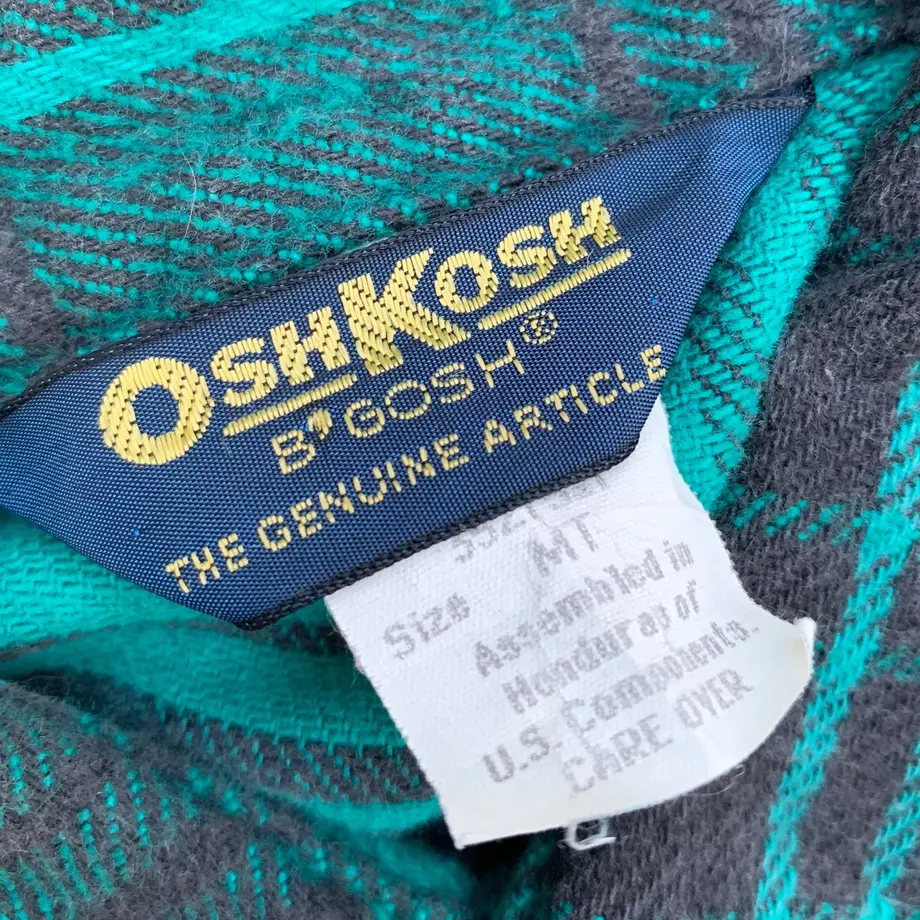 OSHKOSH
B'GOSH®
THE GENUINE ARTICLE
Size MT
Assembled in
Honduras of
U.S. Components.
CARE OVER